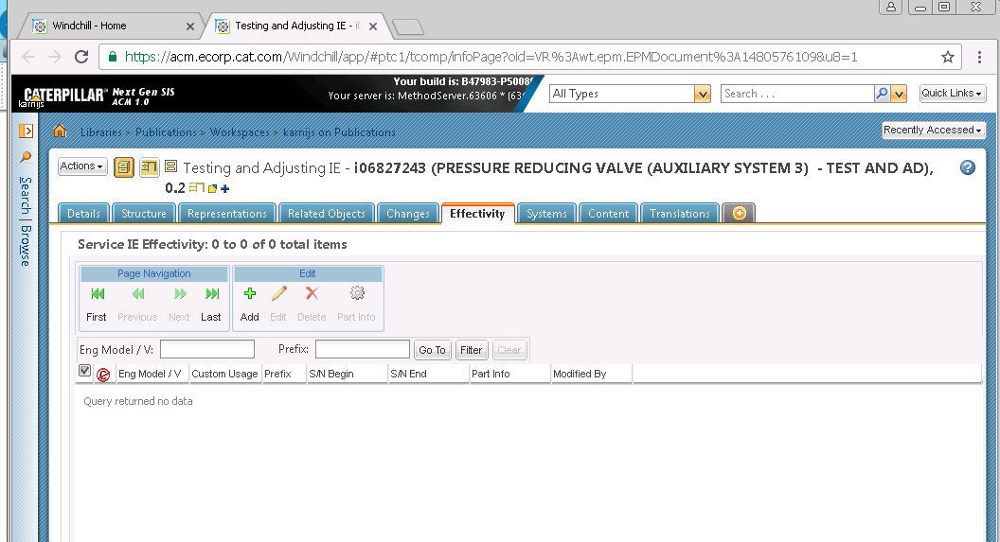 Windchill - Home
Testing and Adjusting IE - i0
https://acm.ecorp.cat.com/Windchill/app/#ptc1/tcomp/infoPage?oid=VR%3Awt.epm.EPMDocument%3A1480576109&u8=1
CATERPILLAR® Next Gen SIS
ACM 1.0
karnijs
Your build is: B47983-P5008
Your server is: MethodServer.63606 * (636
All Types
Search . . .
Quick Links
Libraries > Publications > Workspaces > karnijs on Publications
Recently Accessed
Search | Browse
Actions
Testing and Adjusting IE - i06827243 (PRESSURE REDUCING VALVE (AUXILIARY SYSTEM 3) - TEST AND AD),
0.2
Details Structure Representations Related Objects Changes Effectivity Systems Content Translations
Service IE Effectivity: 0 to 0 of 0 total items
Page Navigation Edit
First Previous Next Last Add Edit Delete Part Info
Eng Model / V: Prefix: Go To Filter Clear
Eng Model / V Custom Usage Prefix S/N Begin S/N End Part Info Modified By
Query returned no data